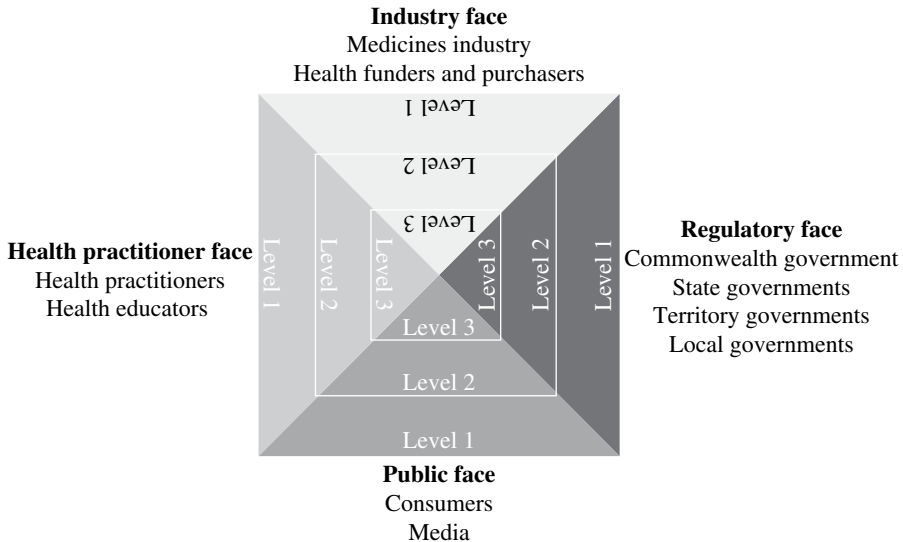 Industry face
Medicines industry
Health funders and purchasers
Level 1
Level 2
Level 3
Health practitioner face
Health practitioners
Health educators
Level 1
Level 2
Level 3
Level 3
Level 2
Level 1
Regulatory face
Commonwealth government
State governments
Territory governments
Local governments
Level 3
Level 2
Level 1
Public face
Consumers
Media